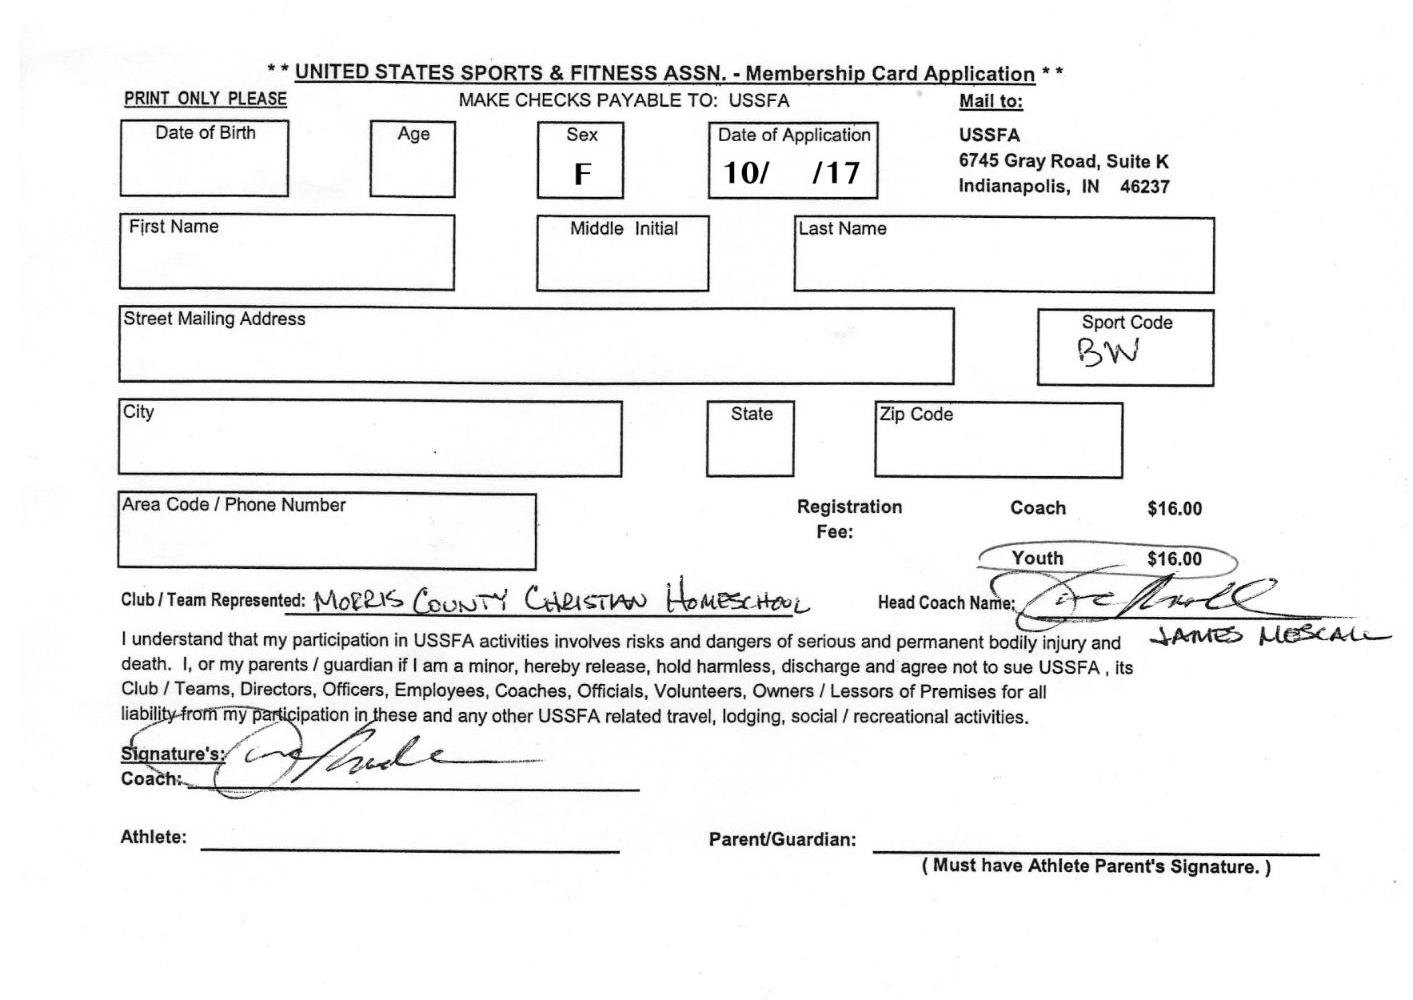 * * UNITED STATES SPORTS & FITNESS ASSN. - Membership Card Application * *
PRINT ONLY PLEASE
MAKE CHECKS PAYABLE TO: USSFA
Mail to:
USSFA
6745 Gray Road, Suite K
Indianapolis, IN 46237
Date of Birth
Age
Sex
F
Date of Application
10/ /17
First Name
Middle Initial
Last Name
Street Mailing Address
Sport Code
BW
City
State
Zip Code
Area Code / Phone Number
Registration
Fee:
Coach $16.00
Youth $16.00
Club / Team Represented: MORRIS COUNTY CHRISTIAN HOMESCHOOL
Head Coach Name:
JAMES MESCALL
I understand that my participation in USSFA activities involves risks and dangers of serious and permanent bodily injury and
death. I, or my parents / guardian if I am a minor, hereby release, hold harmless, discharge and agree not to sue USSFA , its
Club / Teams, Directors, Officers, Employees, Coaches, Officials, Volunteers, Owners / Lessors of Premises for all
liability from my participation in these and any other USSFA related travel, lodging, social / recreational activities.
Signature's:
Coach:
Athlete:
Parent/Guardian:
( Must have Athlete Parent's Signature. )